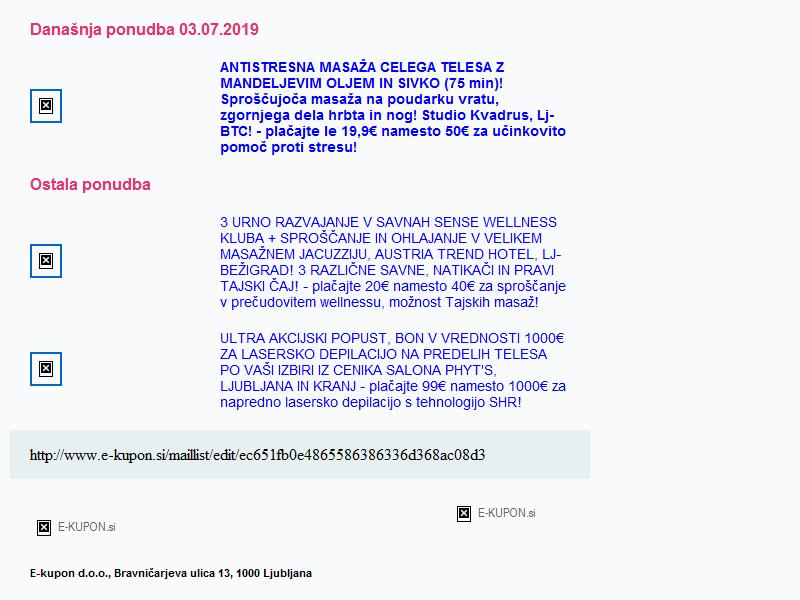 Današnja ponudba 03.07.2019
ANTISTRESNA MASAŽA CELEGA TELESA Z
MANDELJEVIM OLJEM IN SIVKO (75 min)!
Sproščujoča masaža na poudarku vratu,
zgornjega dela hrbta in nog! Studio Kvadrus, Lj-
BTC! - plačajte le 19,9€ namesto 50€ za učinkovito
pomoč proti stresu!
Ostala ponudba
3 URNO RAZVAJANJE V SAVNAH SENSE WELLNESS
KLUBA + SPROŠČANJE IN OHLAJANJE V VELIKEM
MASAŽNEM JACUZZIJU, AUSTRIA TREND HOTEL, LJ-
BEŽIGRAD! 3 RAZLIČNE SAVNE, NATIKAČI IN PRAVI
TAJSKI ČAJ! - plačajte 20€ namesto 40€ za sproščanje
v prečudovitem wellnessu, možnost Tajskih masaž!
ULTRA AKCIJSKI POPUST, BON V VREDNOSTI 1000€
ZA LASERSKO DEPILACIJO NA PREDELIH TELESA
PO VAŠI IZBIRI IZ CENIKA SALONA PHYT'S,
LJUBLJANA IN KRANJ - plačajte 99€ namesto 1000€ za
napredno lasersko depilacijo s tehnologijo SHR!
http://www.e-kupon.si/maillist/edit/ec651fb0e4865586386336d368ac08d3
E-KUPON.si
E-KUPON.si
E-kupon d.o.o., Bravničarjeva ulica 13, 1000 Ljubljana